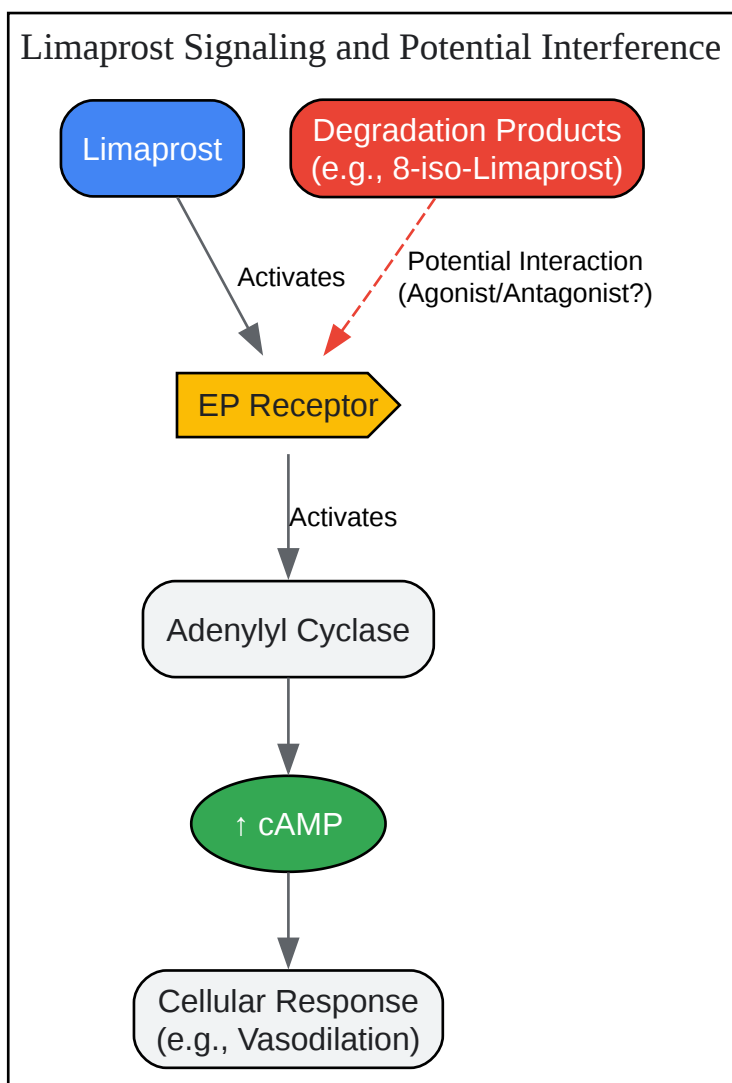 Limaprost Signaling and Potential Interference
Limaprost
Degradation Products
(e.g., 8-iso-Limaprost)
Activates
Potential Interaction
(Agonist/Antagonist?)
EP Receptor
Activates
Adenylyl Cyclase
↑ cAMP
Cellular Response
(e.g., Vasodilation)